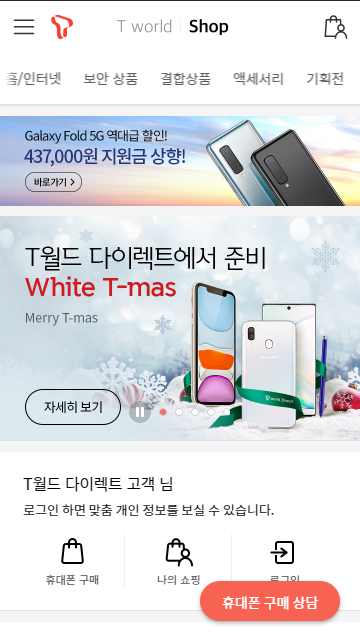 T world Shop
홈/인터넷 보안 상품 결합상품 액세서리 기획전
Galaxy Fold 5G 역대급 할인!
437,000원 지원금 상향!
바로가기
T월드 다이렉트에서 준비
White T-mas
Merry T-mas
자세히 보기
T월드 다이렉트 고객 님
로그인 하면 맞춤 개인 정보를 보실 수 있습니다.
휴대폰 구매 나의 쇼핑 로그인
휴대폰 구매 상담